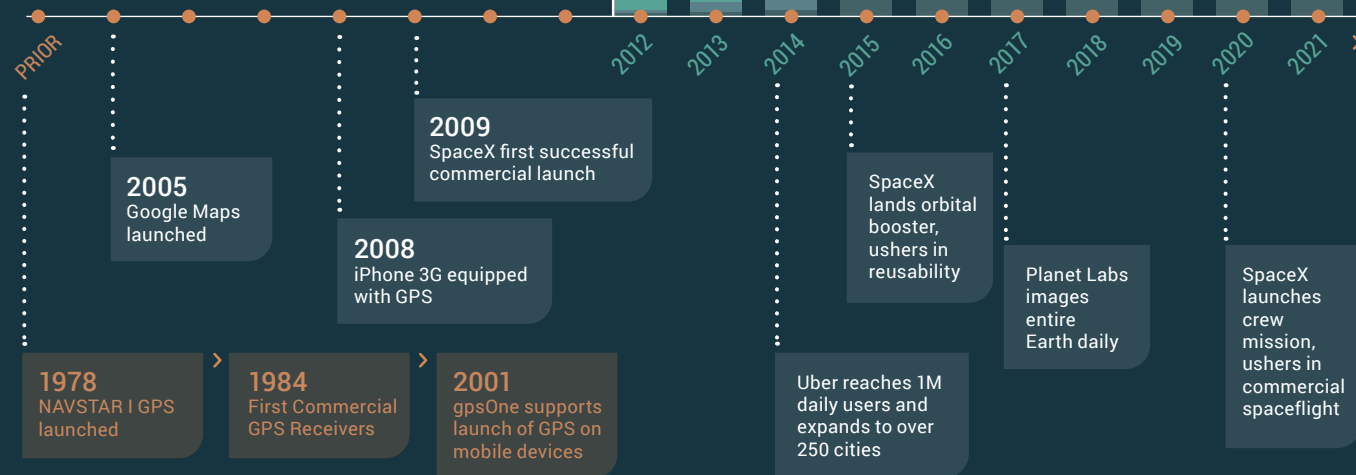 PRIOR
2012
2013
2014
2015
2016
2017
2018
2019
2020
2021
2009
SpaceX first successful
commercial launch
2005
Google Maps
launched
2008
iPhone 3G equipped
with GPS
SpaceX
lands orbital
booster,
ushers in
reusability
Planet Labs
images
entire
Earth daily
SpaceX
launches
crew
mission,
ushers in
commercial
spaceflight
1978
NAVSTAR I GPS
launched
1984
First Commercial
GPS Receivers
2001
gpsOne supports
launch of GPS on
mobile devices
Uber reaches 1M
daily users and
expands to over
250 cities